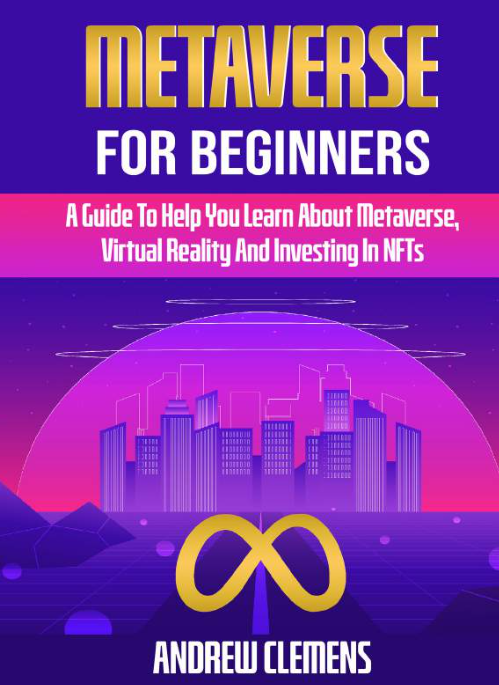 METAVERSE
FOR BEGINNERS
A Guide To Help You Learn About Metaverse,
Virtual Reality And Investing In NFTs
ANDREW CLEMENS